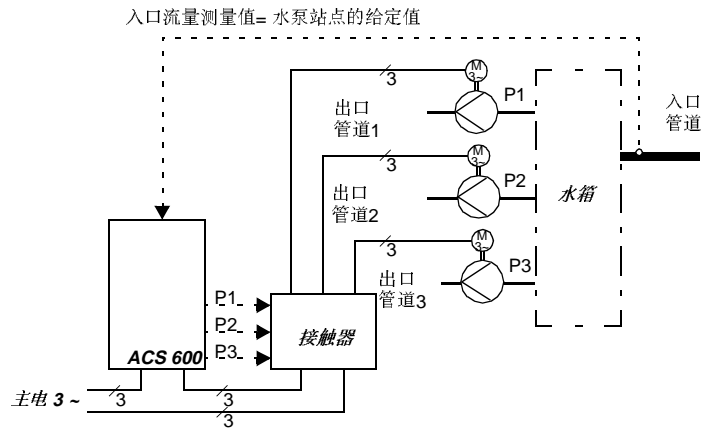 入口流量测量值= 水泵站点的给定值
M
3~
P1
3
出口
管道1
入口
管道
M
3~
P2
3
出口
管道2
水箱
M
3~
P3
3
出口
管道3
P1
P2
P3
接触器
ACS 600
主电 3 ~
3
3
3